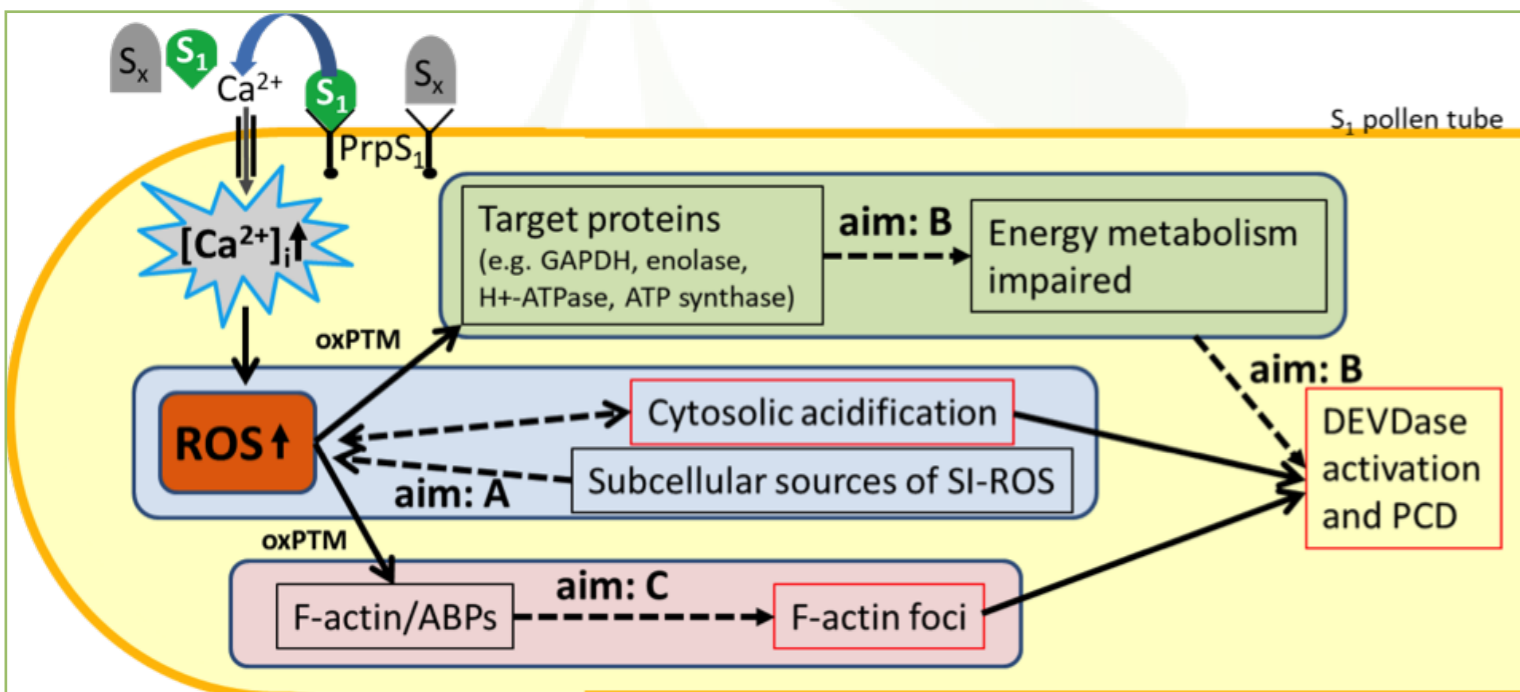 Sₓ
S₁
Ca²⁺
S₁
Sₓ
PrpS₁
S₁ pollen tube
[Ca²⁺]ᵢ↑
Target proteins
(e.g. GAPDH, enolase,
H+-ATPase, ATP synthase)
aim: B
Energy metabolism
impaired
oxPTM
aim: B
ROS↑
Cytosolic acidification
Subcellular sources of SI-ROS
aim: A
DEVDase
activation
and PCD
oxPTM
F-actin/ABPs
aim: C
F-actin foci